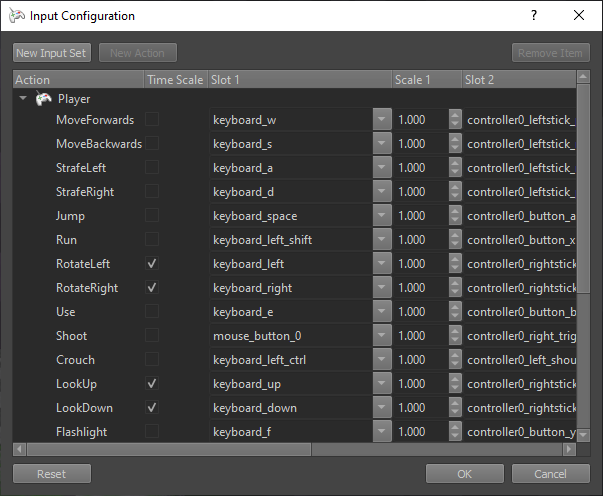 Input Configuration
New Input Set New Action Remove Item
Action Time Scale Slot 1 Scale 1 Slot 2
Player
MoveForwards keyboard_w 1.000 controller0_leftstick_
MoveBackwards keyboard_s 1.000 controller0_leftstick_
StrafeLeft keyboard_a 1.000 controller0_leftstick_
StrafeRight keyboard_d 1.000 controller0_leftstick_
Jump keyboard_space 1.000 controller0_button_a
Run keyboard_left_shift 1.000 controller0_button_x
RotateLeft keyboard_left 1.000 controller0_rightstick
RotateRight keyboard_right 1.000 controller0_rightstick
Use keyboard_e 1.000 controller0_button_b
Shoot mouse_button_0 1.000 controller0_right_trig
Crouch keyboard_left_ctrl 1.000 controller0_left_shou
LookUp keyboard_up 1.000 controller0_rightstick
LookDown keyboard_down 1.000 controller0_rightstick
Flashlight keyboard_f 1.000 controller0_button_y
Reset OK Cancel